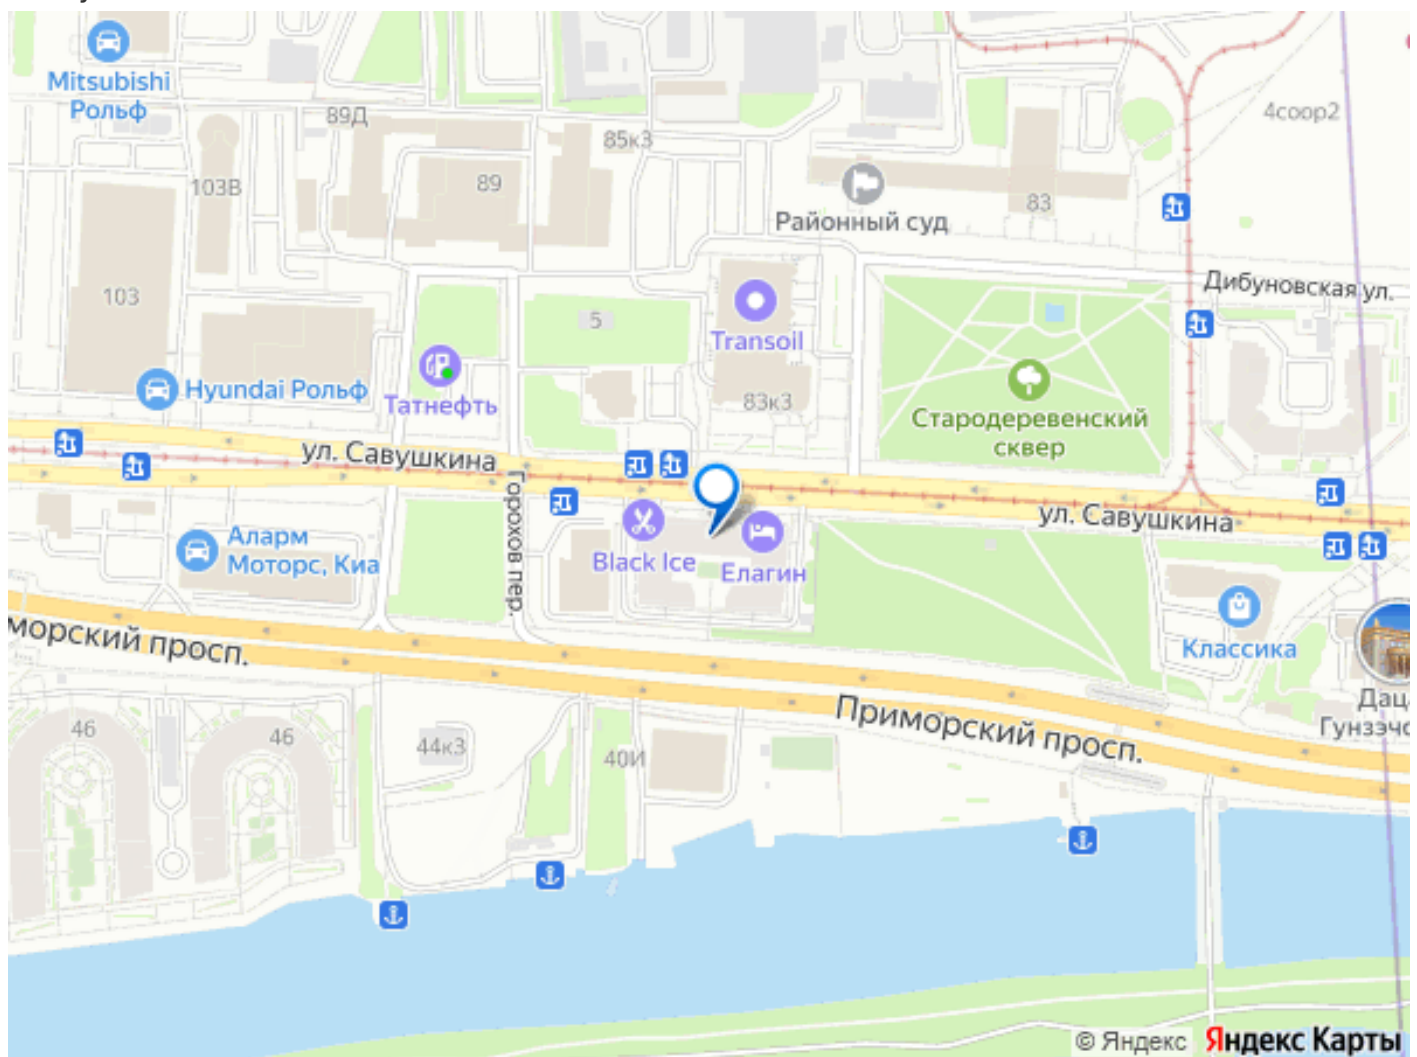 Mitsubishi
Рольф
89Д
85к3
4соор2
103В
89
83
Районный суд
103
Дибуновская ул.
5
Transoil
Hyundai Рольф
Татнефть
83к3
Стародеревенский
сквер
ул. Савушкина
Горохов пер.
ул. Савушкина
Аларм
Моторс, Киа
Black Ice
Елагин
Классика
морский просп.
Дац
Гунзэчо
Приморский просп.
46
46
44к3
40И
© Яндекс Яндекс Карты